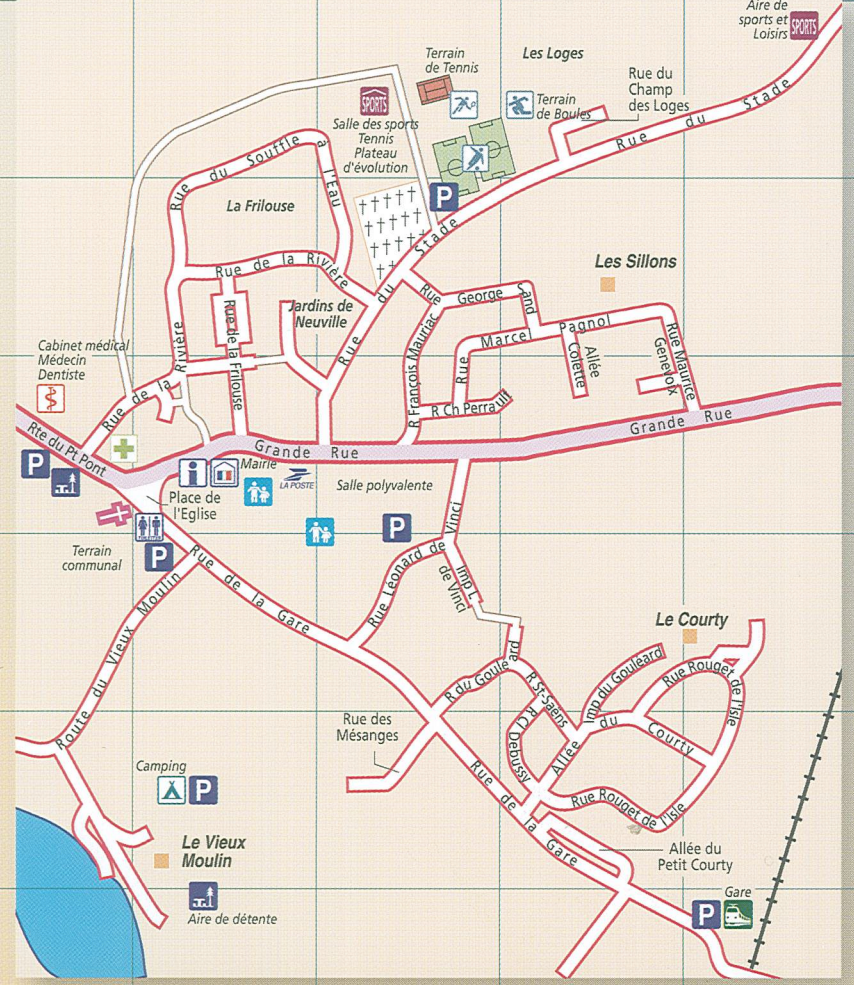 Aire de
sports et
Loisirs
SPORTS
Terrain
de Tennis
Les Loges
Rue du
Champ
des Loges
Terrain
de Boules
SPORTS
Salle des sports
Tennis
Plateau
d'évolution
Rue du Stade
Rue du Souffle à l'Eau
La Frilouse
P
Rue du Stade
Rue de la Rivière
Les Sillons
Rue George Sand
Jardins de
Neuville
Rue de la Frilouse
R François Mauriac
Rue Marcel Pagnol
Allée
Colette
Rue Maurice
Genevoix
Cabinet médical
Médecin
Dentiste
Rue de la Rivière
R Ch Perrault
Rte du Pt Pont
Grande Rue
Grande Rue
P
i
Mairie
LA POSTE
Salle polyvalente
Place de
l'Eglise
P
Terrain
communal
P
Rue de la Gare
Rue Léonard de Vinci
Imp L.
de Vinci
Route du Vieux Moulin
Le Courty
R du Gouleard
Imp du Gouleard
Rue Rouget de l'Isle
R St-Saens
Rue des
Mésanges
R Cl Debussy
Allée du Courty
Camping
P
Rue de la Gare
Rue Rouget de l'Isle
Le Vieux
Moulin
Allée du
Petit Courty
Aire de détente
Gare
P